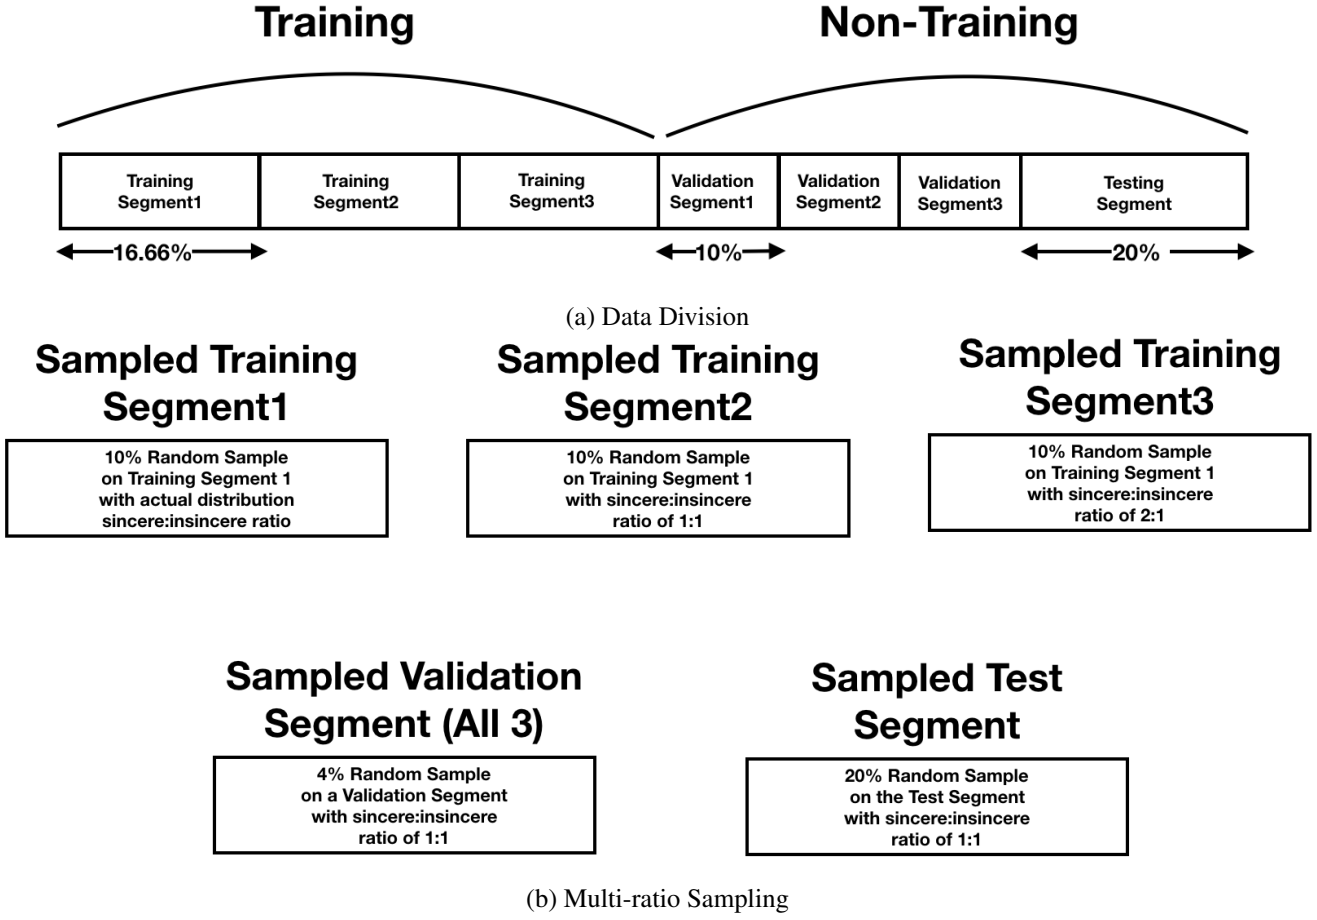 Training
Non-Training
Training
Segment1
Training
Segment2
Training
Segment3
Validation
Segment1
Validation
Segment2
Validation
Segment3
Testing
Segment
16.66%
10%
20%
(a) Data Division
Sampled Training
Segment1
10% Random Sample
on Training Segment 1
with actual distribution
sincere:insincere ratio
Sampled Training
Segment2
10% Random Sample
on Training Segment 1
with sincere:insincere
ratio of 1:1
Sampled Training
Segment3
10% Random Sample
on Training Segment 1
with sincere:insincere
ratio of 2:1
Sampled Validation
Segment (All 3)
4% Random Sample
on a Validation Segment
with sincere:insincere
ratio of 1:1
Sampled Test
Segment
20% Random Sample
on the Test Segment
with sincere:insincere
ratio of 1:1
(b) Multi-ratio Sampling